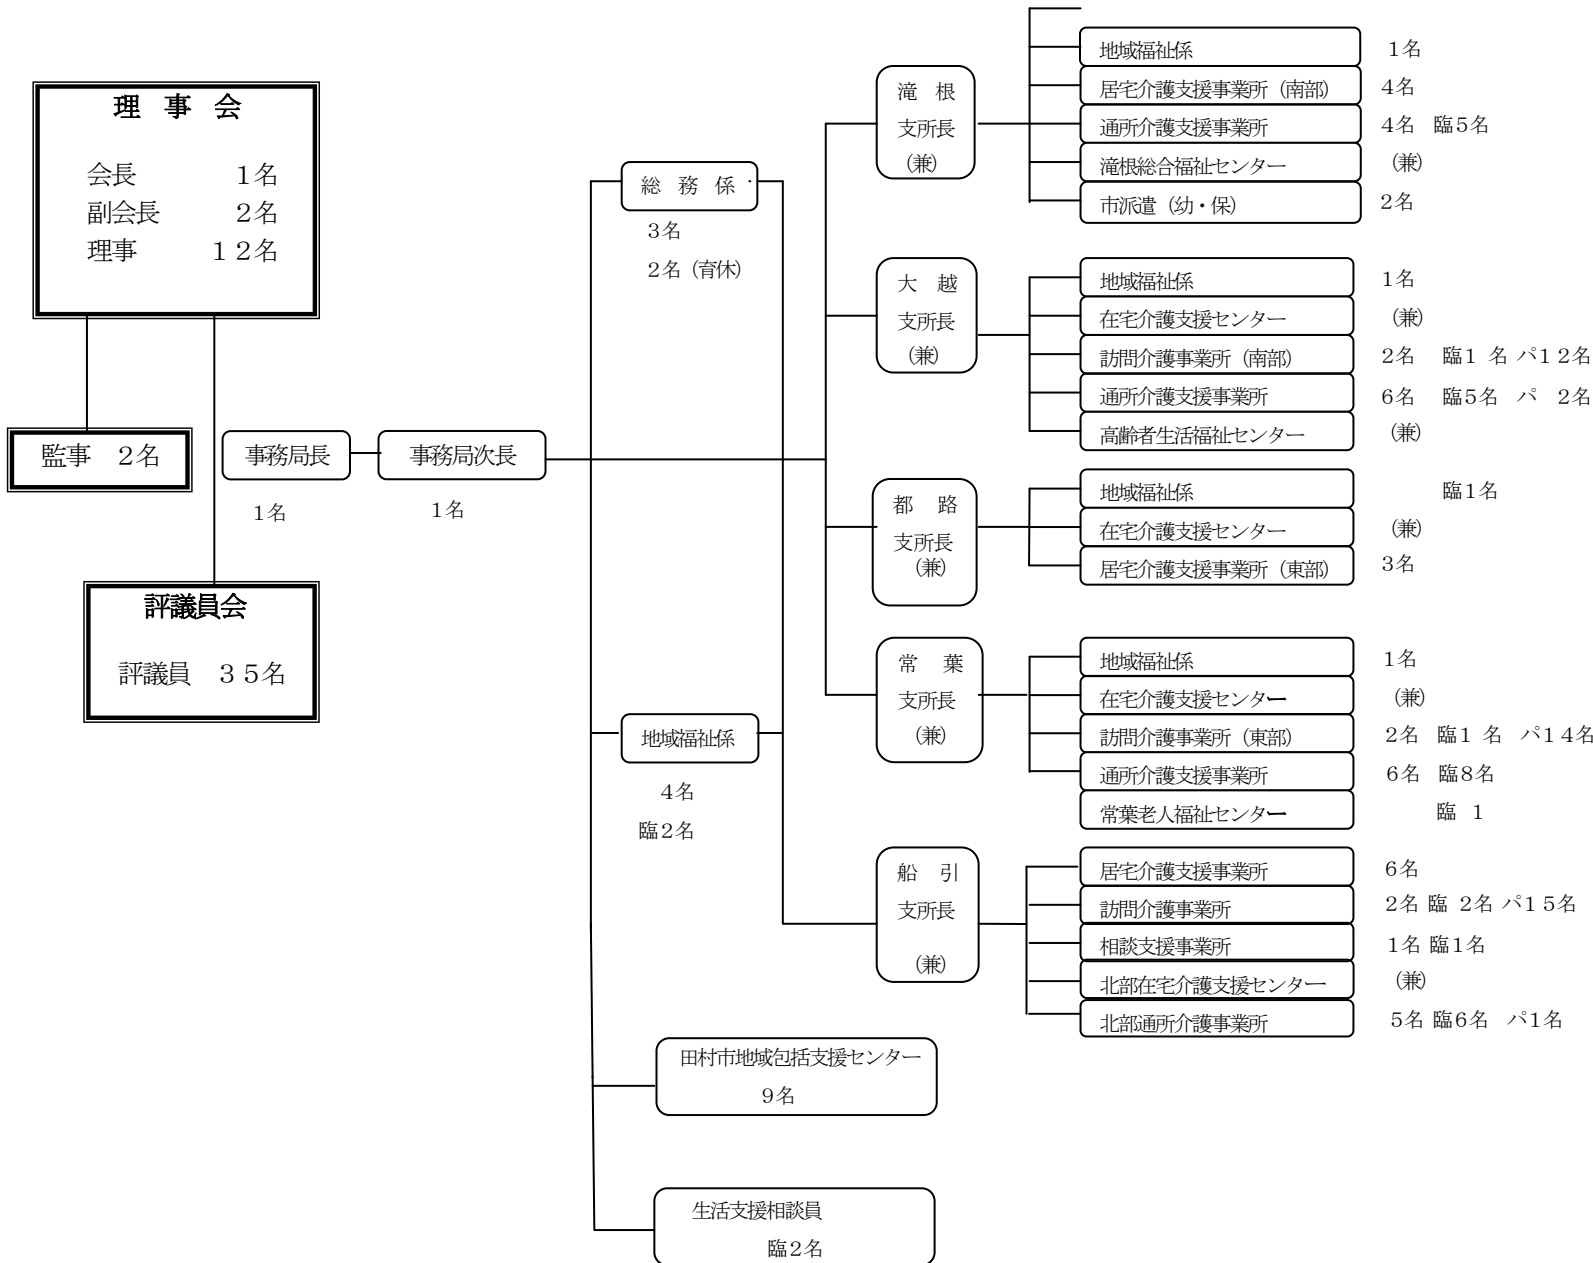 理 事 会
会長 1名
副会長 2名
理事 12名
監事 2名
評議員会
評議員 35名
事務局長
1名
事務局次長
1名
総 務 係
3名
2名（育休）
地域福祉係
4名
臨2名
田村市地域包括支援センター
9名
生活支援相談員
臨2名
滝 根
支所長
（兼）
地域福祉係 1名
居宅介護支援事業所（南部） 4名
通所介護支援事業所 4名 臨5名
滝根総合福祉センター （兼）
市派遣（幼・保） 2名
大 越
支所長
（兼）
地域福祉係 1名
在宅介護支援センター （兼）
訪問介護事業所（南部） 2名 臨1 名 パ12名
通所介護支援事業所 6名 臨5名 パ 2名
高齢者生活福祉センター （兼）
都 路
支所長
（兼）
地域福祉係 臨1名
在宅介護支援センター （兼）
居宅介護支援事業所（東部） 3名
常 葉
支所長
（兼）
地域福祉係 1名
在宅介護支援センター （兼）
訪問介護事業所（東部） 2名 臨1 名 パ14名
通所介護支援事業所 6名 臨8名
常葉老人福祉センター 臨 1
船 引
支所長
（兼）
居宅介護支援事業所 6名
訪問介護事業所 2名 臨 2名 パ15名
相談支援事業所 1名 臨1名
北部在宅介護支援センター （兼）
北部通所介護事業所 5名 臨6名 パ1名